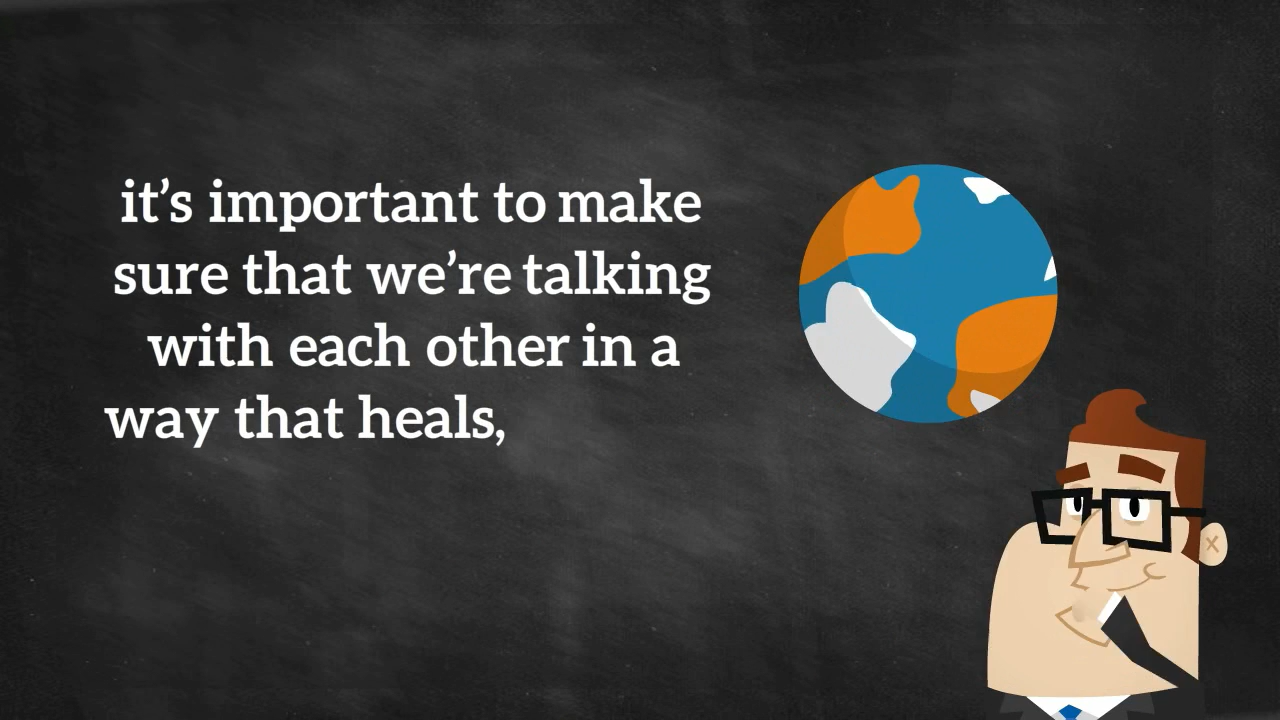 it’s important to make
sure that we’re talking
with each other in a
way that heals,